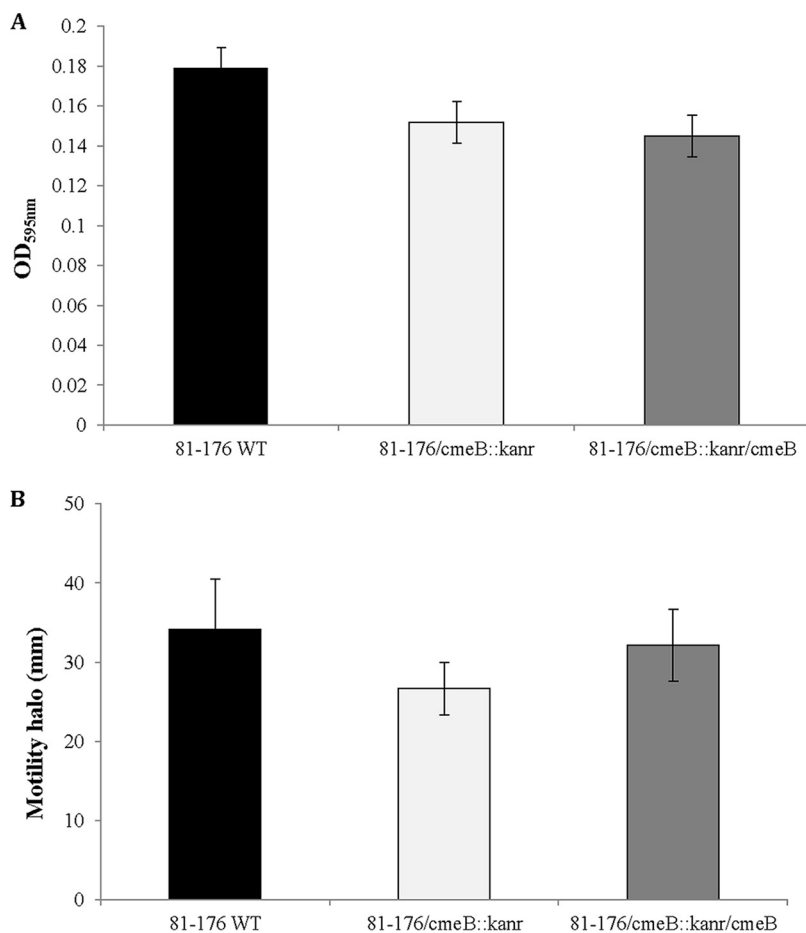 A
0.2
0.18
0.16
0.14
0.12
0.1
0.08
0.06
0.04
0.02
0
OD595nm
81-176 WT
81-176/cmeB::kanr
81-176/cmeB::kanr/cmeB
B
50
40
30
20
10
0
Motility halo (mm)
81-176 WT
81-176/cmeB::kanr
81-176/cmeB::kanr/cmeB